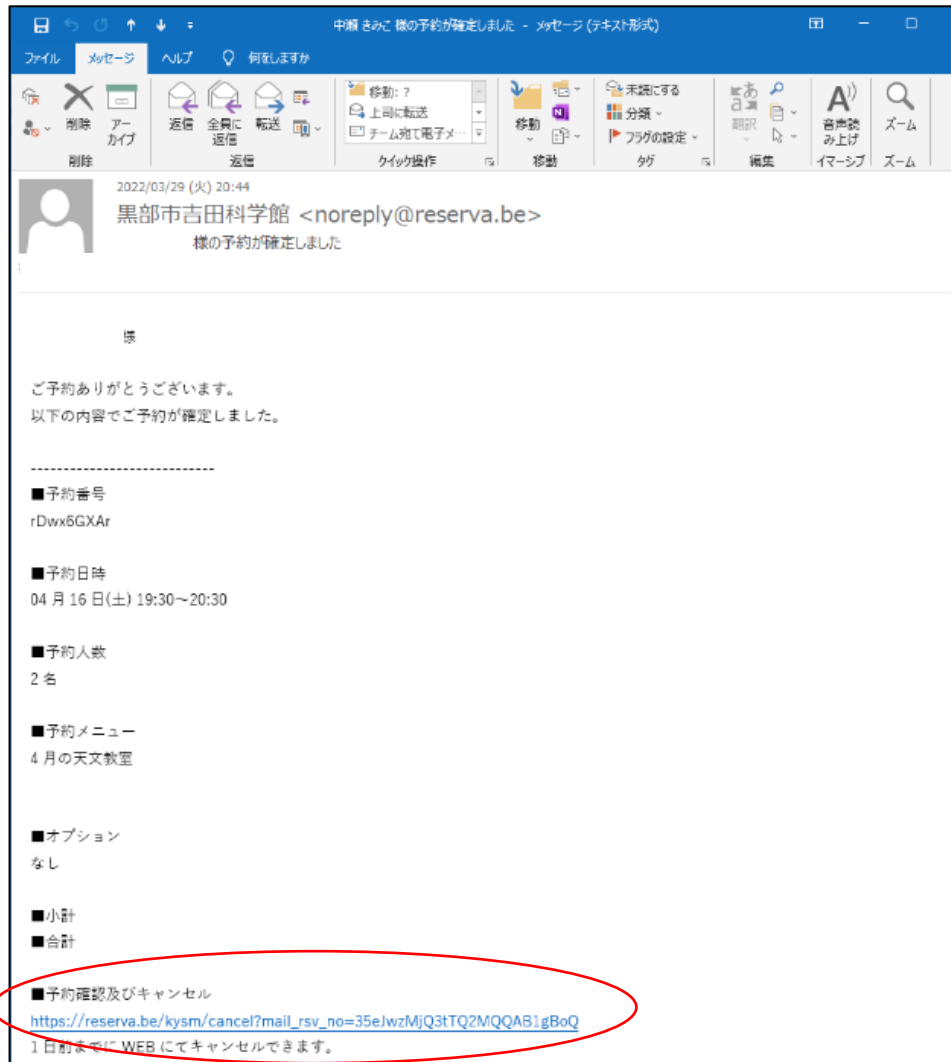 中瀬 きみこ 様の予約が確定しました - メッセージ (テキスト形式)
ファイル メッセージ ヘルプ 何をしますか
削除 アーカイブ 返信 全員に返信 転送
移動: ?
上司に転送
チーム宛て電子メ…
移動
未読にする
分類
フラグの設定
翻訳
音声読み上げ
ズーム
削除 返信 クイック操作 移動 タグ 編集 イマーシブ ズーム
2022/03/29 (火) 20:44
黒部市吉田科学館 <noreply@reserva.be>
様の予約が確定しました
様
ご予約ありがとうございます。
以下の内容でご予約が確定しました。
----------------------------
■予約番号
rDwx6GXAr
■予約日時
04 月 16 日(土) 19:30～20:30
■予約人数
2 名
■予約メニュー
4 月の天文教室
■オプション
なし
■小計
■合計
■予約確認及びキャンセル
https://reserva.be/kysm/cancel?mail_rsv_no=35eJwzMjQ3tTQ2MQQAB1gBoQ
1 日前までに WEB にてキャンセルできます。